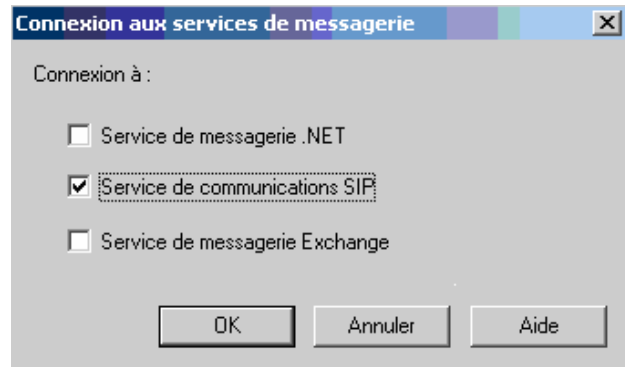 Connexion aux services de messagerie
Connexion à :
Service de messagerie .NET
Service de communications SIP
Service de messagerie Exchange
OK Annuler Aide